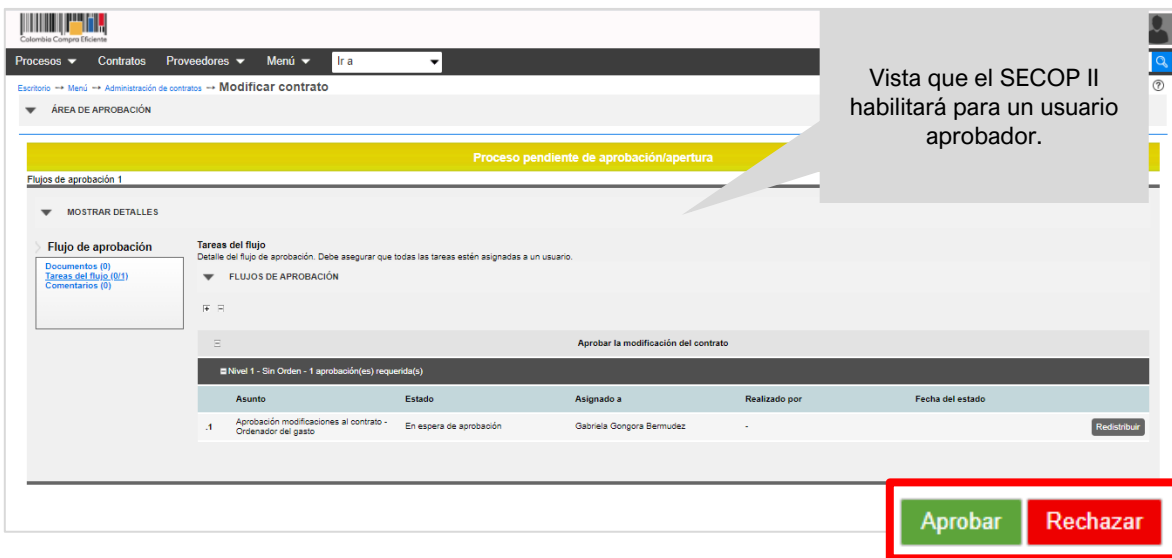 Colombia Compra Eficiente
Procesos Contratos Proveedores Menú Ir a
Escritorio → Menú → Administración de contratos → Modificar contrato
ÁREA DE APROBACIÓN
Vista que el SECOP II
habilitará para un usuario
aprobador.
Proceso pendiente de aprobación/apertura
Flujos de aprobación 1
MOSTRAR DETALLES
Flujo de aprobación
Documentos (0)
Tareas del flujo (0/1)
Comentarios (0)
Tareas del flujo
Detalle del flujo de aprobación. Debe asegurar que todas las tareas estén asignadas a un usuario.
FLUJOS DE APROBACIÓN
Aprobar la modificación del contrato
Nivel 1 - Sin Orden - 1 aprobación(es) requerida(s)
Asunto Estado Asignado a Realizado por Fecha del estado
.1 Aprobación modificaciones al contrato - Ordenador del gasto En espera de aprobación Gabriela Gongora Bermudez - Redistribuir
Aprobar Rechazar